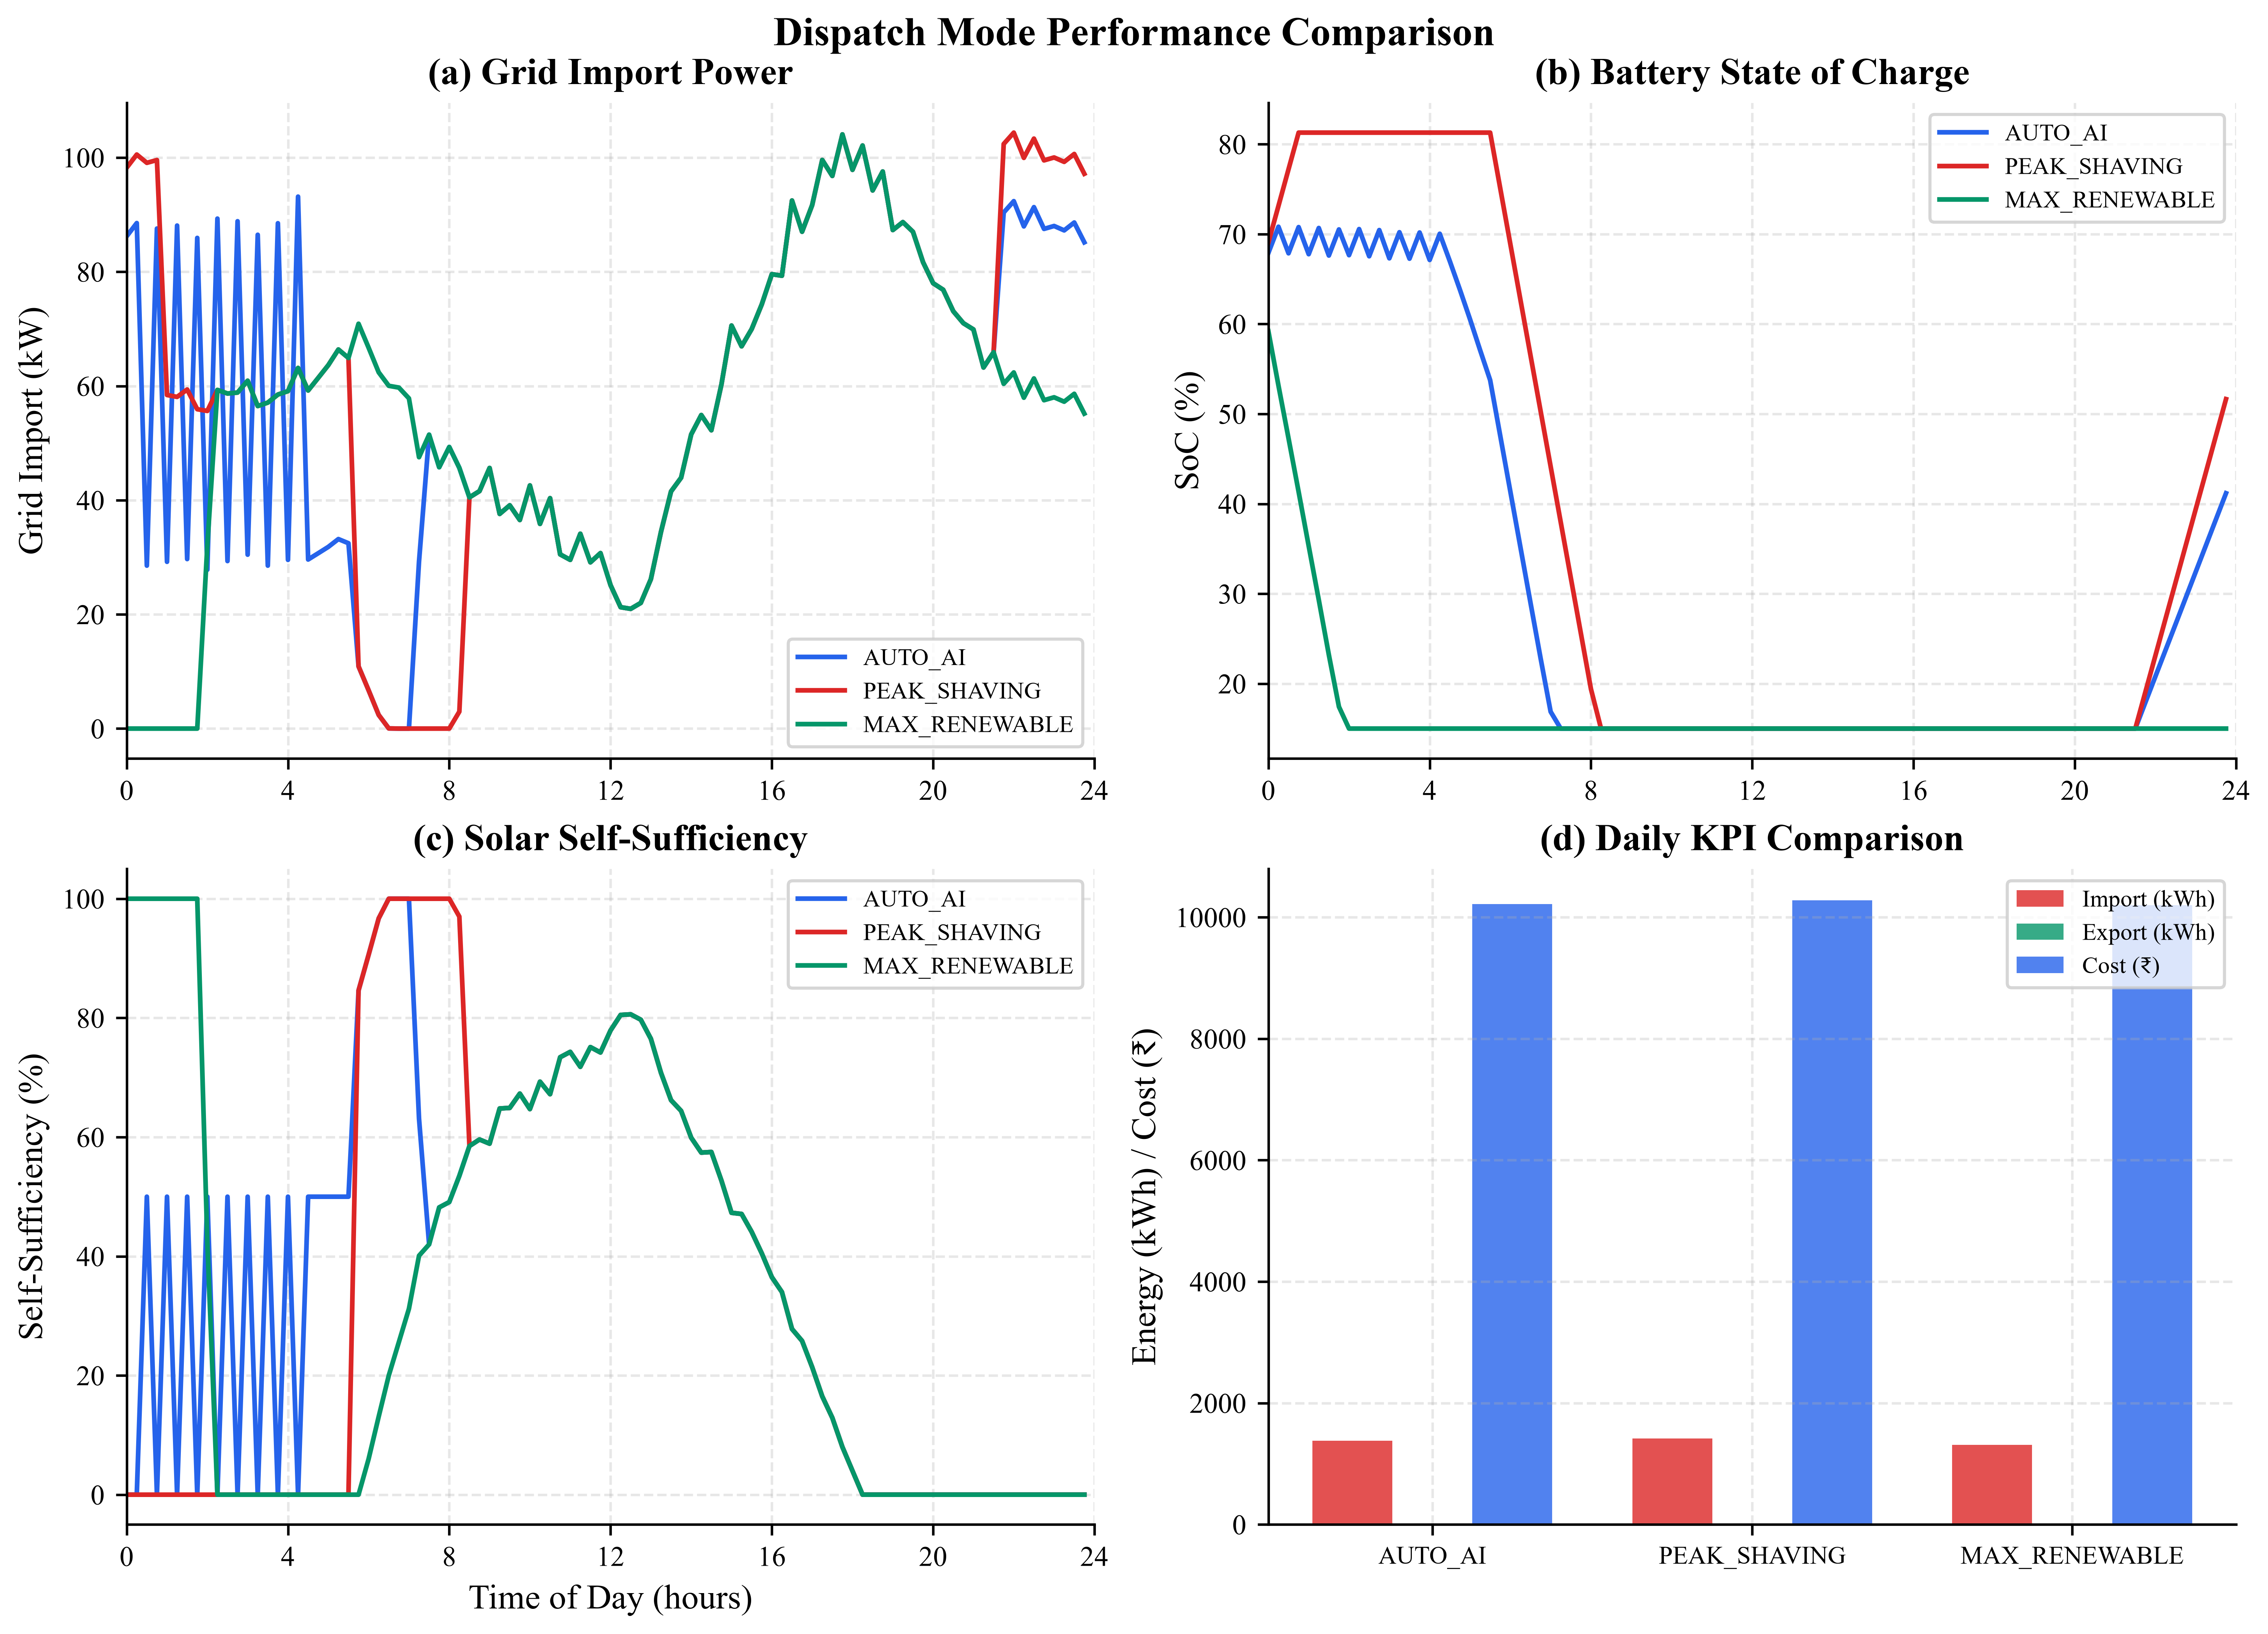 Dispatch Mode Performance Comparison
(a) Grid Import Power
Grid Import (kW)
100
80
60
40
20
0
0 4 8 12 16 20 24
AUTO_AI
PEAK_SHAVING
MAX_RENEWABLE
(b) Battery State of Charge
SoC (%)
80
70
60
50
40
30
20
0 4 8 12 16 20 24
AUTO_AI
PEAK_SHAVING
MAX_RENEWABLE
(c) Solar Self-Sufficiency
Self-Sufficiency (%)
100
80
60
40
20
0
0 4 8 12 16 20 24
Time of Day (hours)
AUTO_AI
PEAK_SHAVING
MAX_RENEWABLE
(d) Daily KPI Comparison
Energy (kWh) / Cost (₹)
10000
8000
6000
4000
2000
0
AUTO_AI PEAK_SHAVING MAX_RENEWABLE
Import (kWh)
Export (kWh)
Cost (₹)